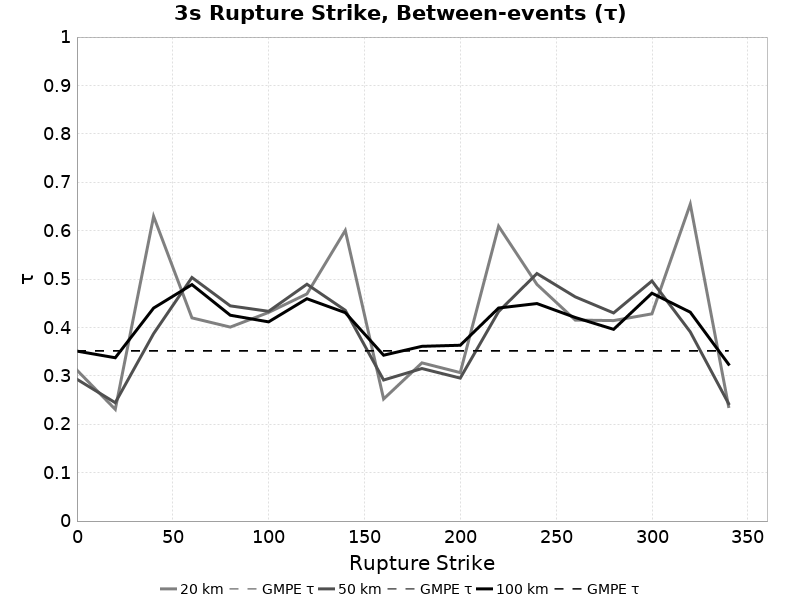 3s Rupture Strike, Between-events (τ)
1
0.9
0.8
0.7
0.6
0.5
τ
0.4
0.3
0.2
0.1
0
0 50 100 150 200 250 300 350
Rupture Strike
20 km GMPE τ 50 km GMPE τ 100 km GMPE τ